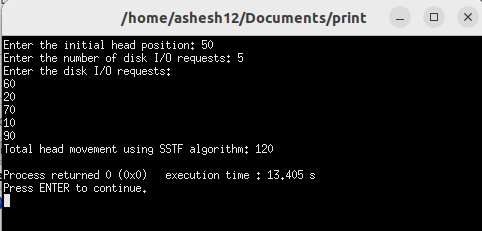 /home/ashesh12/Documents/print
Enter the initial head position: 50
Enter the number of disk I/O requests: 5
Enter the disk I/O requests:
60
20
70
10
90
Total head movement using SSTF algorithm: 120
Process returned 0 (0x0)   execution time : 13.405 s
Press ENTER to continue.